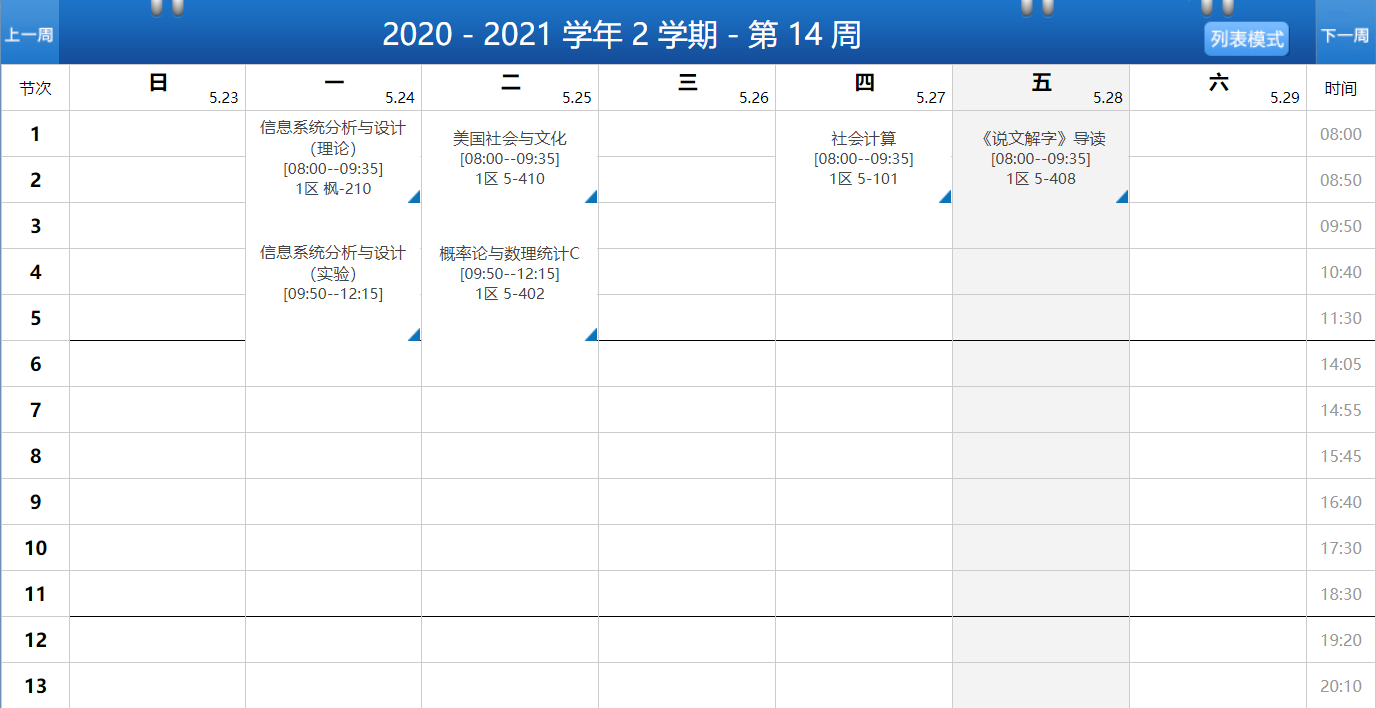 上一周
2020 - 2021 学年 2 学期 - 第 14 周
列表模式
下一周
节次
日
5.23
一
5.24
二
5.25
三
5.26
四
5.27
五
5.28
六
5.29
时间
1
信息系统分析与设计
（理论）
[08:00--09:35]
1区 枫-210
美国社会与文化
[08:00--09:35]
1区 5-410
社会计算
[08:00--09:35]
1区 5-101
《说文解字》导读
[08:00--09:35]
1区 5-408
08:00
2
08:50
3
09:50
信息系统分析与设计
（实验）
[09:50--12:15]
概率论与数理统计C
[09:50--12:15]
1区 5-402
4
10:40
5
11:30
6
14:05
7
14:55
8
15:45
9
16:40
10
17:30
11
18:30
12
19:20
13
20:10